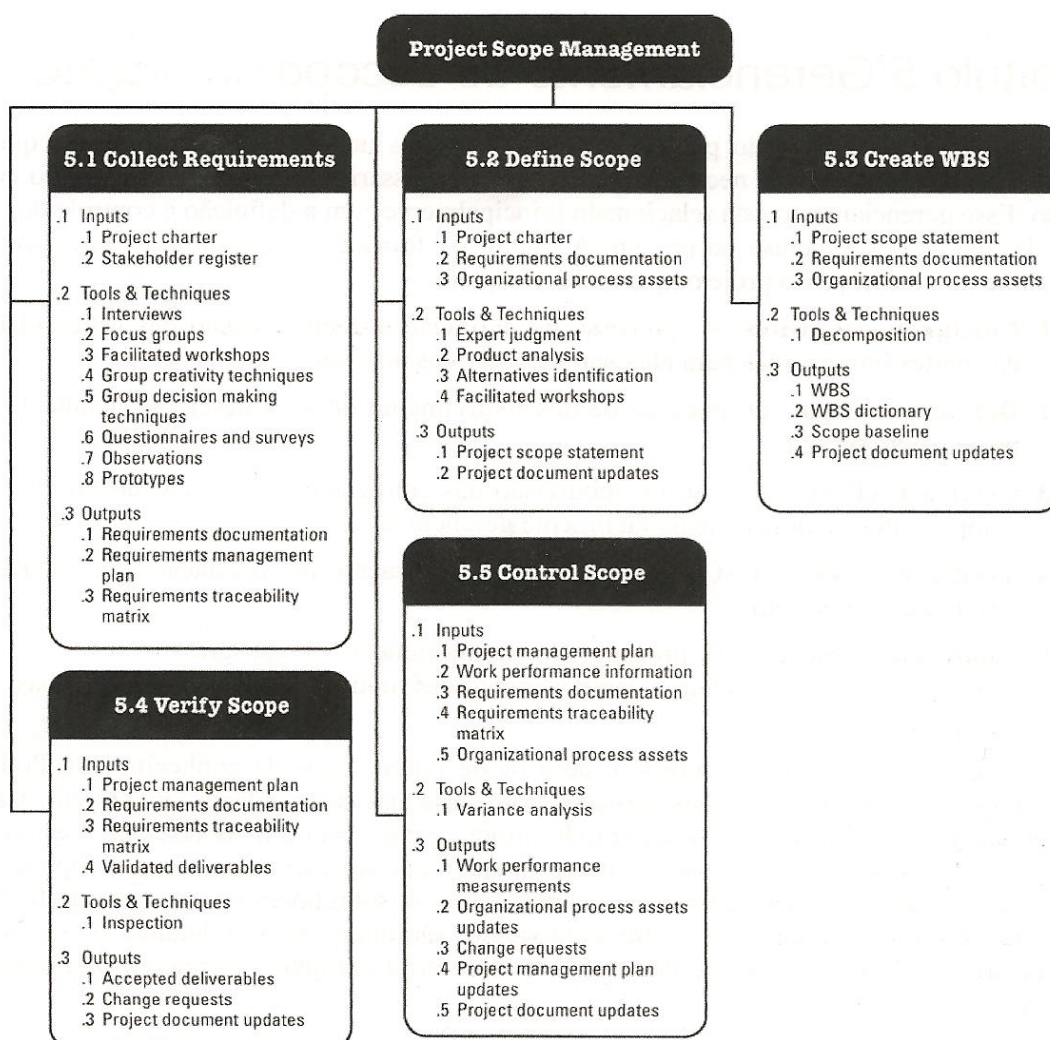 Project Scope Management
5.1 Collect Requirements
.1 Inputs
.1 Project charter
.2 Stakeholder register
.2 Tools & Techniques
.1 Interviews
.2 Focus groups
.3 Facilitated workshops
.4 Group creativity techniques
.5 Group decision making
techniques
.6 Questionnaires and surveys
.7 Observations
.8 Prototypes
.3 Outputs
.1 Requirements documentation
.2 Requirements management
plan
.3 Requirements traceability
matrix
5.2 Define Scope
.1 Inputs
.1 Project charter
.2 Requirements documentation
.3 Organizational process assets
.2 Tools & Techniques
.1 Expert judgment
.2 Product analysis
.3 Alternatives identification
.4 Facilitated workshops
.3 Outputs
.1 Project scope statement
.2 Project document updates
5.3 Create WBS
.1 Inputs
.1 Project scope statement
.2 Requirements documentation
.3 Organizational process assets
.2 Tools & Techniques
.1 Decomposition
.3 Outputs
.1 WBS
.2 WBS dictionary
.3 Scope baseline
.4 Project document updates
5.4 Verify Scope
.1 Inputs
.1 Project management plan
.2 Requirements documentation
.3 Requirements traceability
matrix
.4 Validated deliverables
.2 Tools & Techniques
.1 Inspection
.3 Outputs
.1 Accepted deliverables
.2 Change requests
.3 Project document updates
5.5 Control Scope
.1 Inputs
.1 Project management plan
.2 Work performance information
.3 Requirements documentation
.4 Requirements traceability
matrix
.5 Organizational process assets
.2 Tools & Techniques
.1 Variance analysis
.3 Outputs
.1 Work performance
measurements
.2 Organizational process assets
updates
.3 Change requests
.4 Project management plan
updates
.5 Project document updates